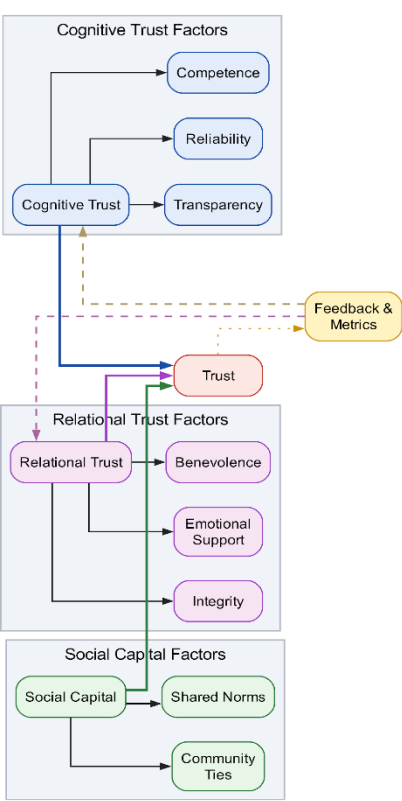 Cognitive Trust Factors
Competence
Reliability
Cognitive Trust
Transparency
Feedback &
Metrics
Trust
Relational Trust Factors
Relational Trust
Benevolence
Emotional
Support
Integrity
Social Capital Factors
Social Capital
Shared Norms
Community
Ties